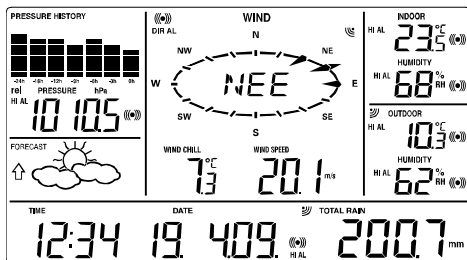 PRESSURE HISTORY
-24h -18h -12h -9h -6h -3h 0h
rel PRESSURE hPa
HI AL 1010.5
FORECAST
WIND
DIR AL
N
NW NE
W NEE E
SW SE
S
WIND CHILL WIND SPEED
7.3 °C 20.1 m/s
INDOOR
HI AL 23.5 °C
HUMIDITY
HI AL 68 % RH
OUTDOOR
HI AL 10.3 °C
HUMIDITY
HI AL 62 % RH
TIME DATE TOTAL RAIN
12:34 19. 4.09. HI AL 200.7 mm